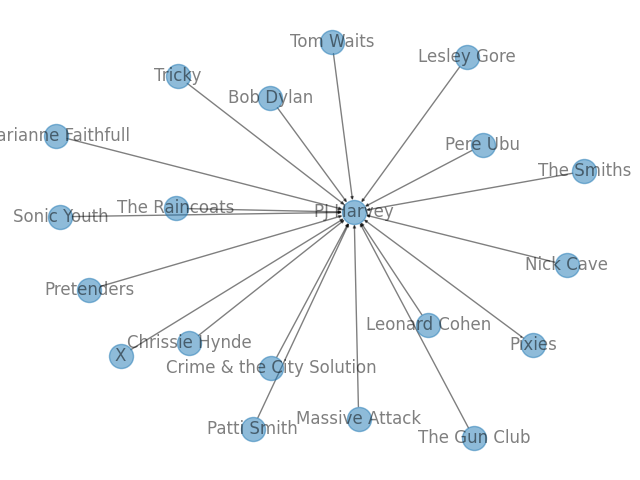 Tom Waits
Lesley Gore
Tricky
Bob Dylan
arianne Faithfull
Pere Ubu
The Smiths
The Raincoats
PJ Harvey
Sonic Youth
Nick Cave
Pretenders
Leonard Cohen
Chrissie Hynde
Pixies
X
Crime & the City Solution
Massive Attack
Patti Smith
The Gun Club